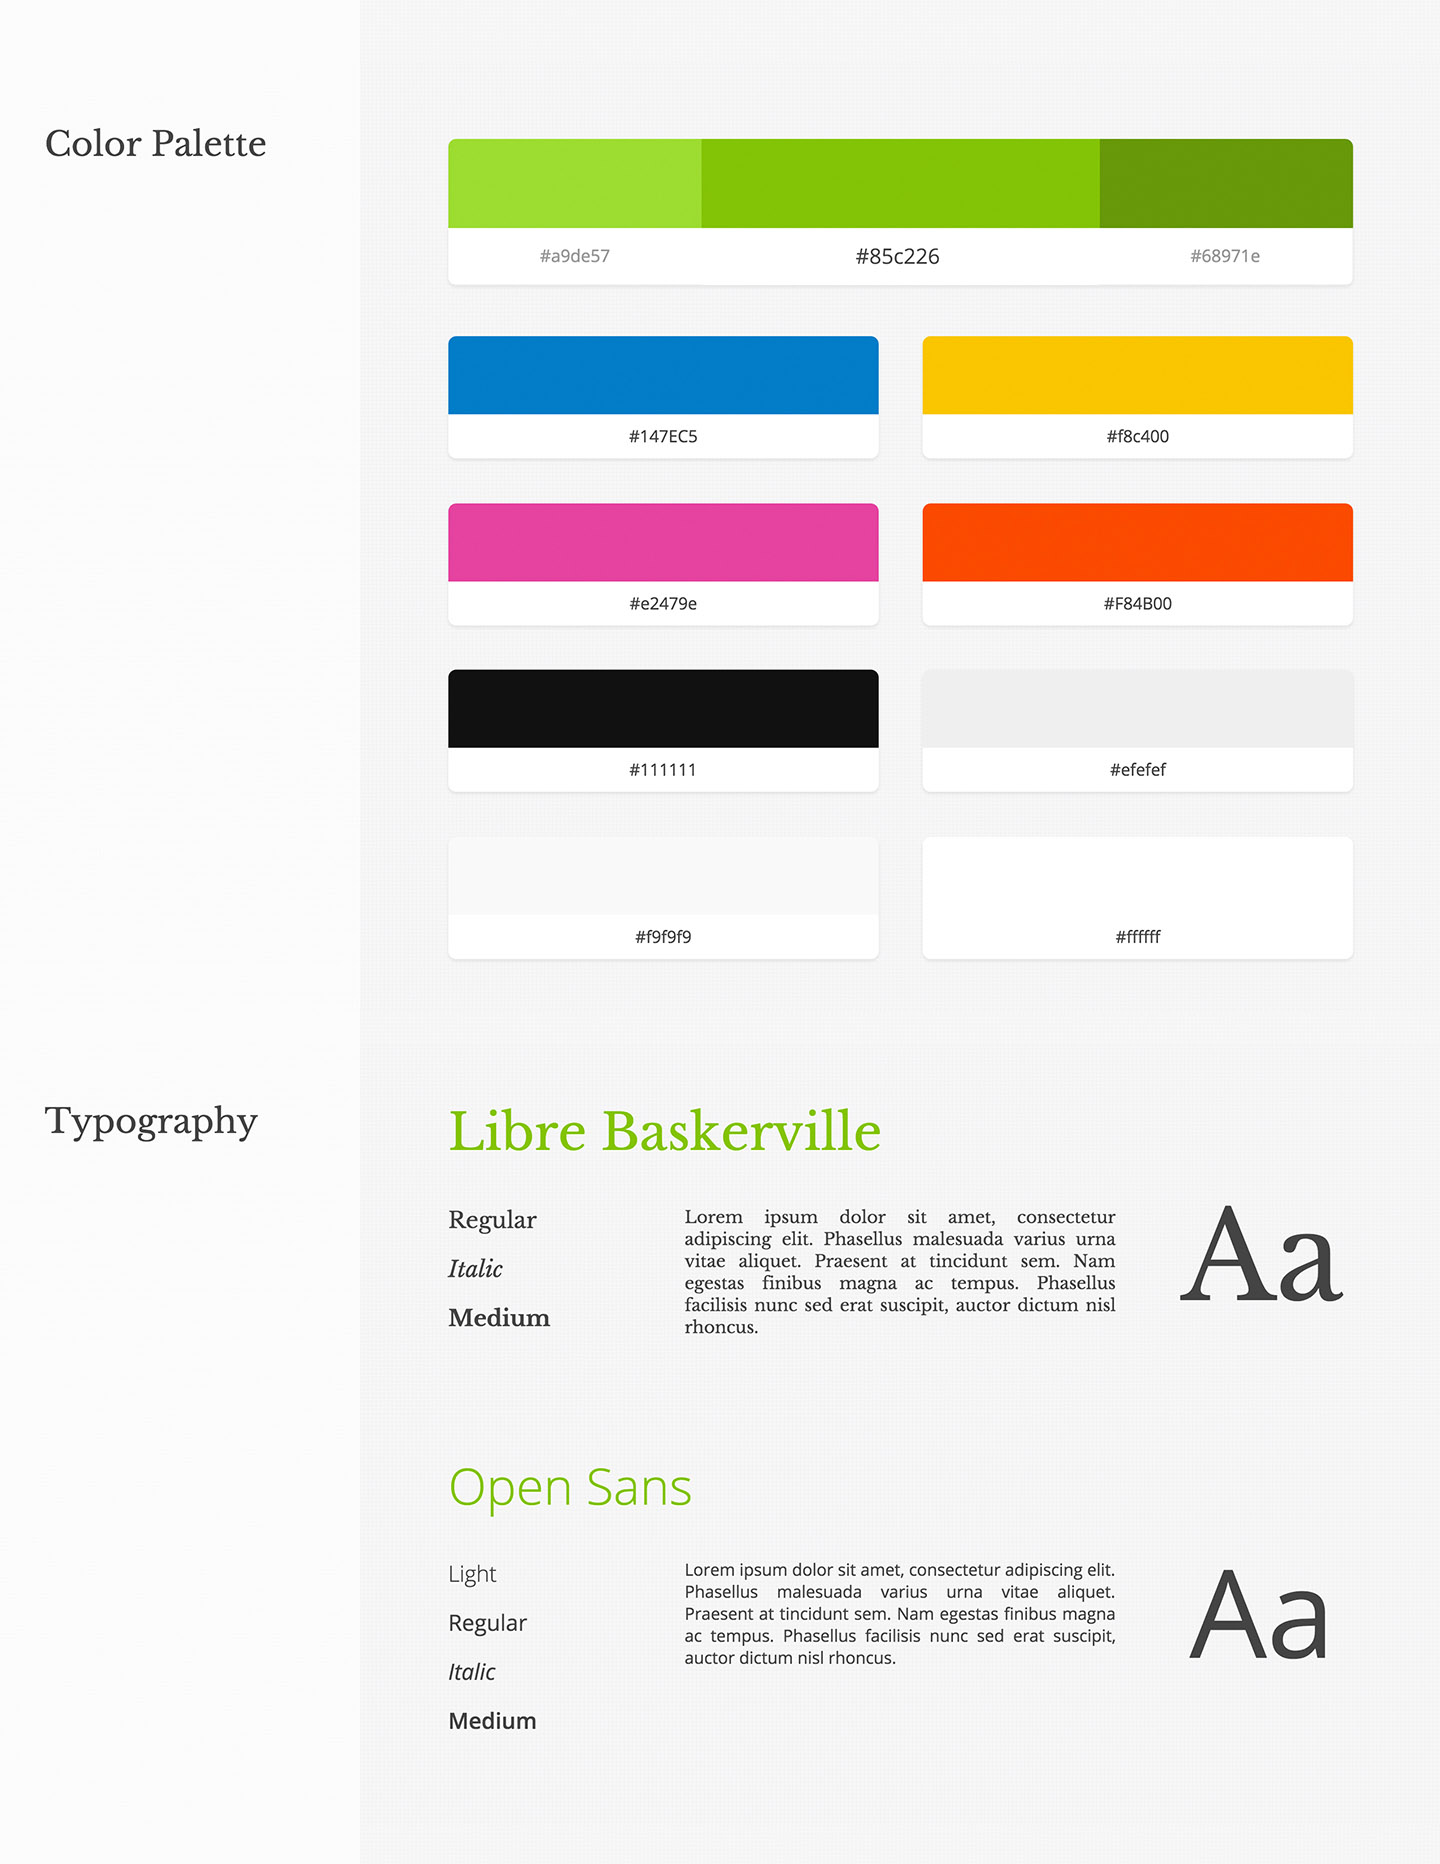 Color Palette
#a9de57
#85c226
#68971e
#147EC5
#f8c400
#e2479e
#F84B00
#111111
#efefef
#f9f9f9
#ffffff
Typography
Libre Baskerville
Regular
Italic
Medium
Lorem ipsum dolor sit amet, consectetur
adipiscing elit. Phasellus malesuada varius urna
vitae aliquet. Praesent at tincidunt sem. Nam
egestas finibus magna ac tempus. Phasellus
facilisis nunc sed erat suscipit, auctor dictum nisl
rhoncus.
Aa
Open Sans
Light
Regular
Italic
Medium
Lorem ipsum dolor sit amet, consectetur adipiscing elit.
Phasellus malesuada varius urna vitae aliquet.
Praesent at tincidunt sem. Nam egestas finibus magna
ac tempus. Phasellus facilisis nunc sed erat suscipit,
auctor dictum nisl rhoncus.
Aa